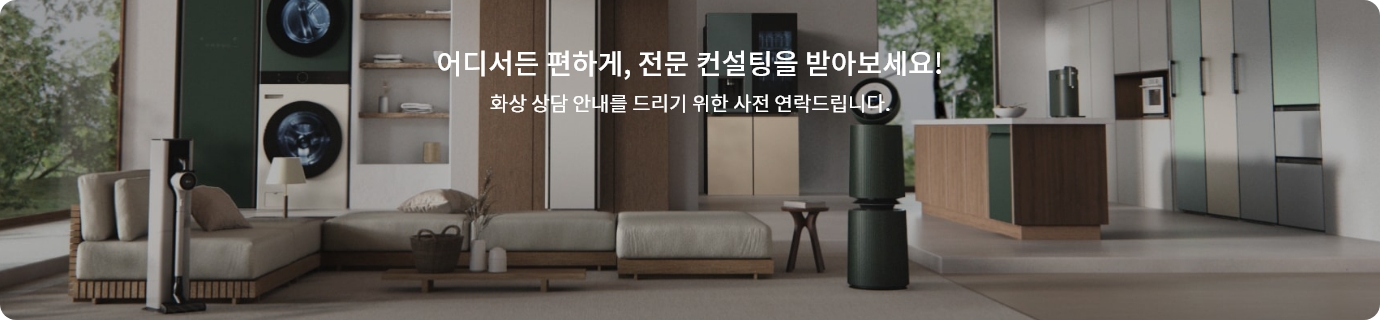 어디서든 편하게, 전문 컨설팅을 받아보세요!
화상 상담 안내를 드리기 위한 사전 연락드립니다.